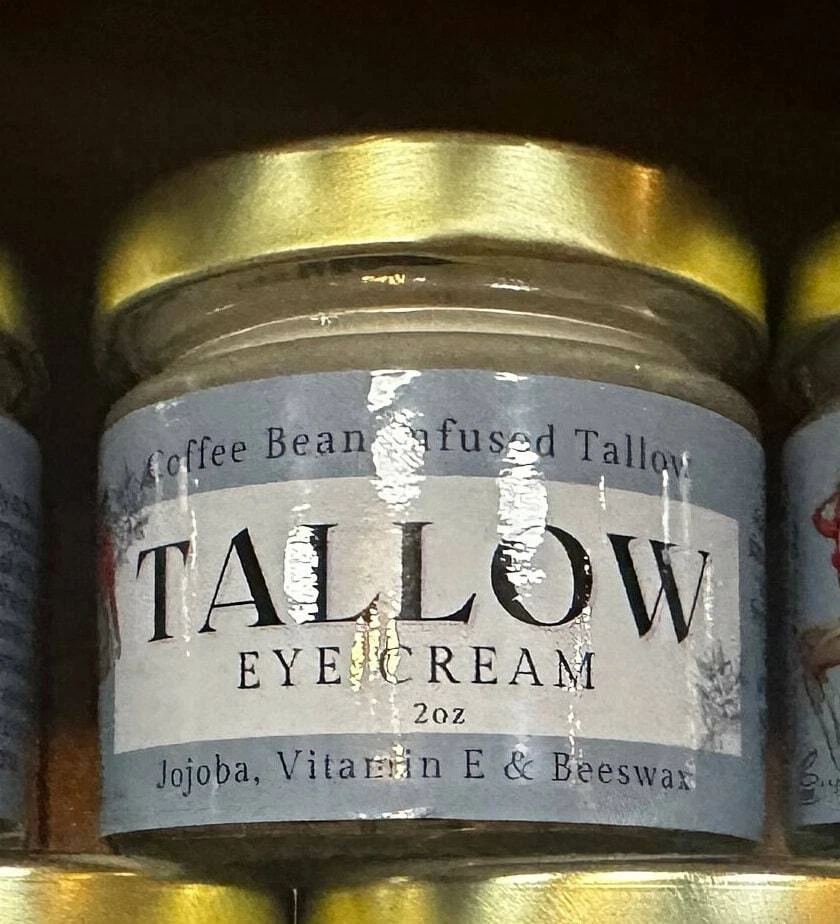 Coffee Bean Infused Tallow
TALLOW
EYE CREAM
2oz
Jojoba, Vitamin E & Beeswax